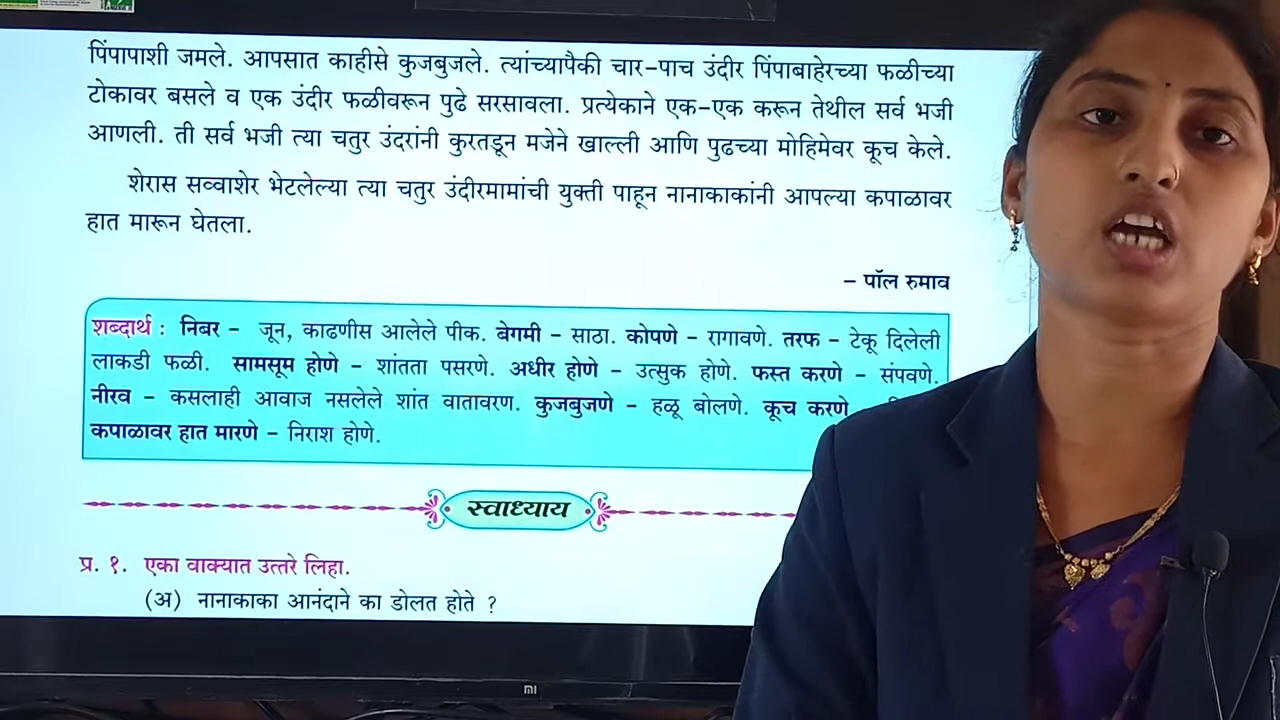 पिंपापाशी जमले. आपसात काहीसे कुजबुजले. त्यांच्यापैकी चार-पाच उंदीर पिंपाबाहेरच्या फळीच्या
टोकावर बसले व एक उंदीर फळीवरून पुढे सरसावला. प्रत्येकाने एक-एक करून तेथील सर्व भजी
आणली. ती सर्व भजी त्या चतुर उंदरांनी कुरतडून मजेने खाल्ली आणि पुढच्या मोहिमेवर कूच केले.
शेरास सव्वाशेर भेटलेल्या त्या चतुर उंदीरमामांची युक्ती पाहून नानाकाकांनी आपल्या कपाळावर
हात मारून घेतला.
– पॉल रुमाव
शब्दार्थ : निबर – जून, काढणीस आलेले पीक. बेगमी – साठा. कोपणे – रागावणे. तरफ – टेकू दिलेली
लाकडी फळी. सामसूम होणे – शांतता पसरणे. अधीर होणे – उत्सुक होणे. फस्त करणे – संपवणे.
नीरव – कसलाही आवाज नसलेले शांत वातावरण. कुजबुजणे – हळू बोलणे. कूच करणे
कपाळावर हात मारणे – निराश होणे.
स्वाध्याय
प्र. १. एका वाक्यात उत्तरे लिहा.
(अ) नानाकाका आनंदाने का डोलत होते ?
mi